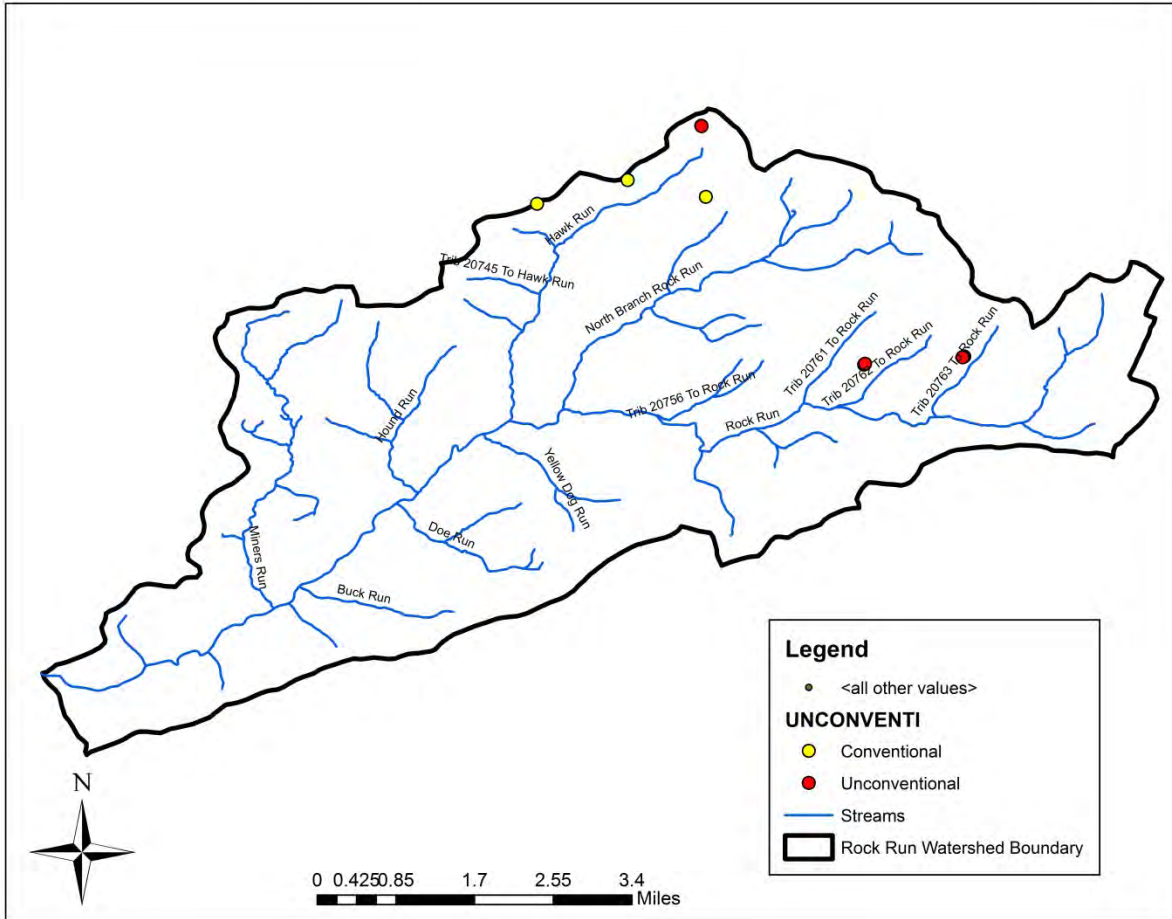 Hawk Run
Trib 20745 To Hawk Run
North Branch Rock Run
Trib 20761 To Rock Run
Trib 20762 To Rock Run
Trib 20763 To Rock Run
Trib 20756 To Rock Run
Rock Run
Hound Run
Yellow Dog Run
Doe Run
Miners Run
Buck Run
Legend
<all other values>
UNCONVENTI
Conventional
Unconventional
Streams
Rock Run Watershed Boundary
N
0 0.425 0.85 1.7 2.55 3.4
Miles